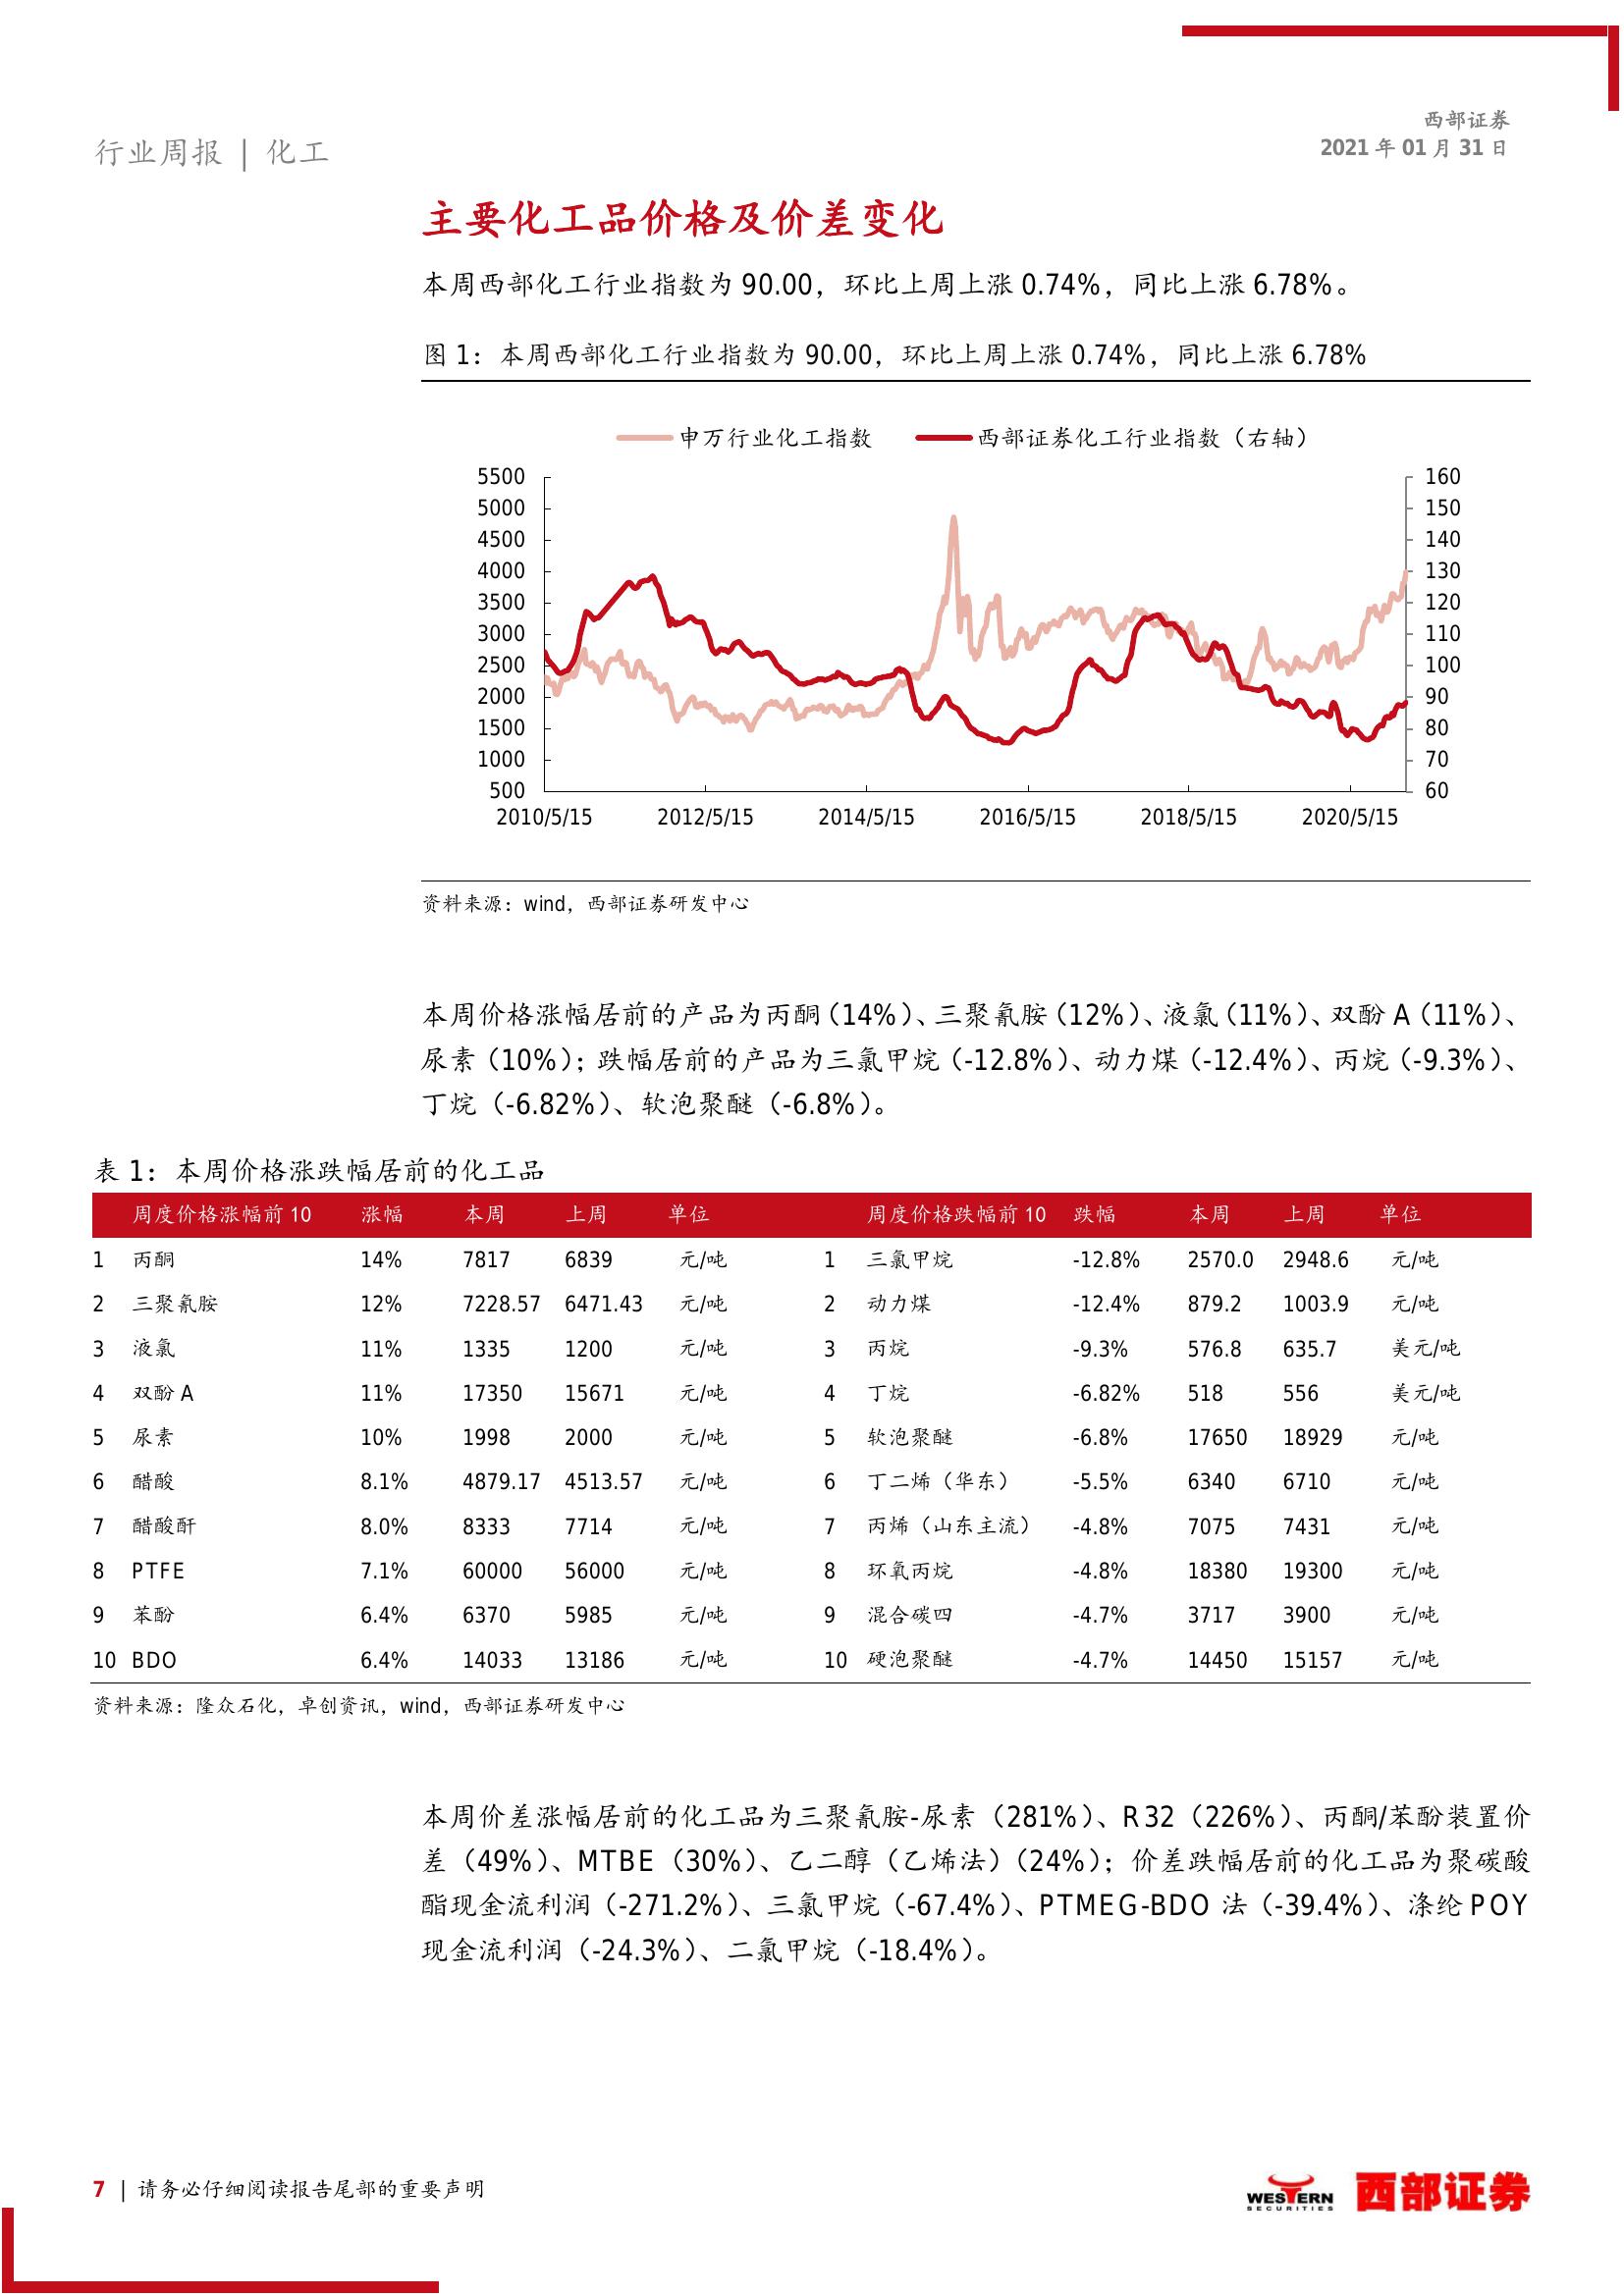 西部证券
行业周报 | 化工
2021 年 01 月 31 日
主要化工品价格及价差变化
本周西部化工行业指数为 90.00，环比上周上涨 0.74%，同比上涨 6.78%。
图 1：本周西部化工行业指数为 90.00，环比上周上涨 0.74%，同比上涨 6.78%
申万行业化工指数 西部证券化工行业指数（右轴）
5500 160
5000 150
4500 140
4000 130
3500 120
3000 110
2500 100
2000 90
1500 80
1000 70
500 60
2010/5/15 2012/5/15 2014/5/15 2016/5/15 2018/5/15 2020/5/15
资料来源：wind，西部证券研发中心
本周价格涨幅居前的产品为丙酮（14%）、三聚氰胺（12%）、液氯（11%）、双酚 A（11%）、
尿素（10%）；跌幅居前的产品为三氯甲烷（-12.8%）、动力煤（-12.4%）、丙烷（-9.3%）、
丁烷（-6.82%）、软泡聚醚（-6.8%）。
表 1：本周价格涨跌幅居前的化工品
周度价格涨幅前 10 涨幅 本周 上周 单位 周度价格跌幅前 10 跌幅 本周 上周 单位
1 丙酮 14% 7817 6839 元/吨 1 三氯甲烷 -12.8% 2570.0 2948.6 元/吨
2 三聚氰胺 12% 7228.57 6471.43 元/吨 2 动力煤 -12.4% 879.2 1003.9 元/吨
3 液氯 11% 1335 1200 元/吨 3 丙烷 -9.3% 576.8 635.7 美元/吨
4 双酚 A 11% 17350 15671 元/吨 4 丁烷 -6.82% 518 556 美元/吨
5 尿素 10% 1998 2000 元/吨 5 软泡聚醚 -6.8% 17650 18929 元/吨
6 醋酸 8.1% 4879.17 4513.57 元/吨 6 丁二烯（华东） -5.5% 6340 6710 元/吨
7 醋酸酐 8.0% 8333 7714 元/吨 7 丙烯（山东主流） -4.8% 7075 7431 元/吨
8 PTFE 7.1% 60000 56000 元/吨 8 环氧丙烷 -4.8% 18380 19300 元/吨
9 苯酚 6.4% 6370 5985 元/吨 9 混合碳四 -4.7% 3717 3900 元/吨
10 BDO 6.4% 14033 13186 元/吨 10 硬泡聚醚 -4.7% 14450 15157 元/吨
资料来源：隆众石化，卓创资讯，wind，西部证券研发中心
本周价差涨幅居前的化工品为三聚氰胺-尿素（281%）、R32（226%）、丙酮/苯酚装置价
差（49%）、MTBE（30%）、乙二醇（乙烯法）（24%）；价差跌幅居前的化工品为聚碳酸
酯现金流利润（-271.2%）、三氯甲烷（-67.4%）、PTMEG-BDO 法（-39.4%）、涤纶 POY
现金流利润（-24.3%）、二氯甲烷（-18.4%）。
7 | 请务必仔细阅读报告尾部的重要声明
WESTERN
SECURITIES
西部证券